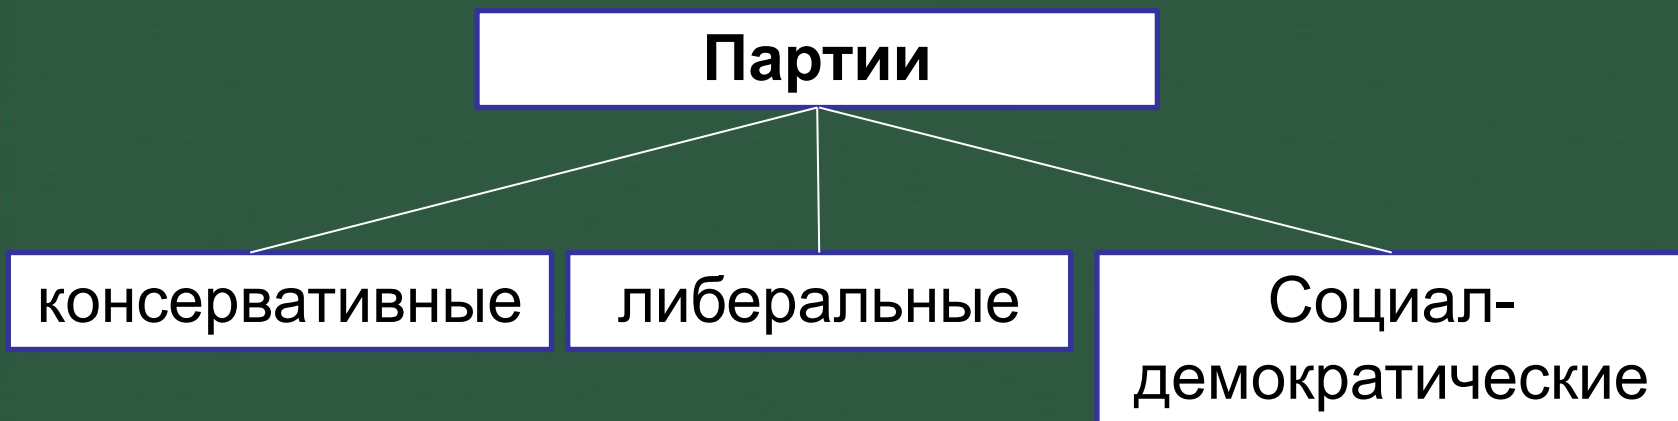 Партии
консервативные
либеральные
Социал-
демократические